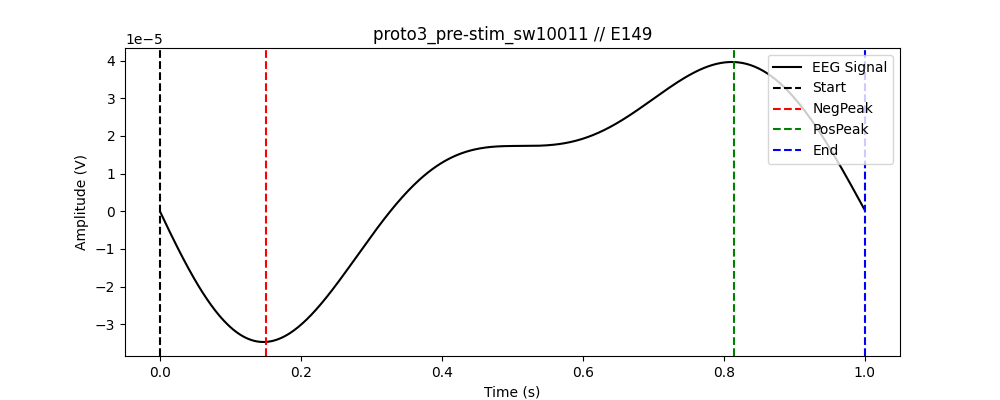 proto3_pre-stim_sw10011 // E149
1e−5
4
3
2
1
0
−1
−2
−3
Amplitude (V)
EEG Signal
Start
NegPeak
PosPeak
End
0.0 0.2 0.4 0.6 0.8 1.0
Time (s)